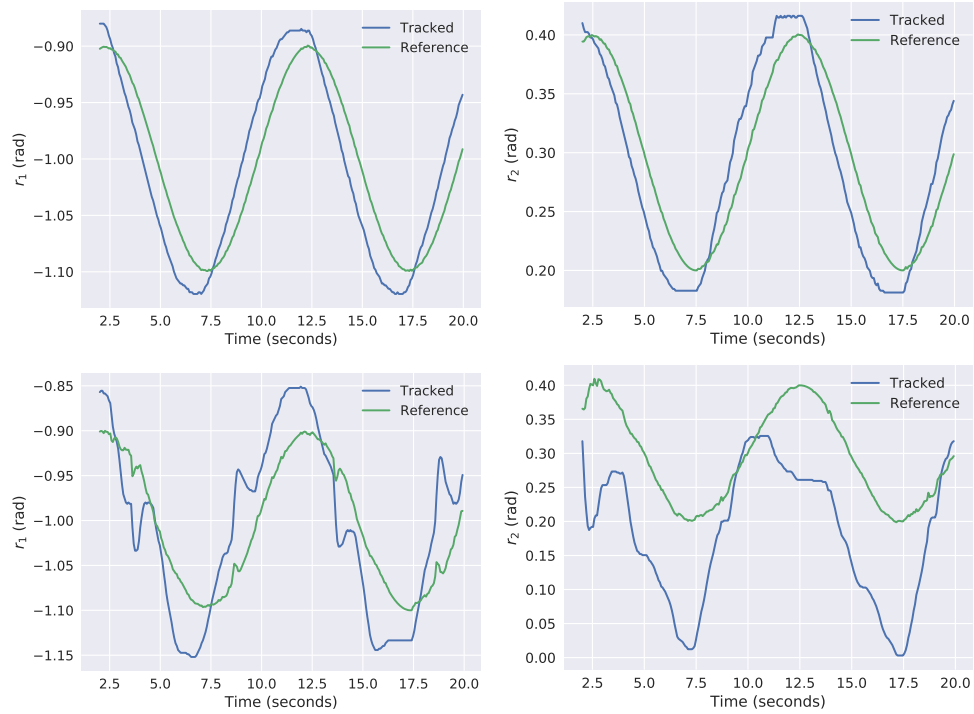 Tracked
Reference
−0.90
−0.95
−1.00
−1.05
−1.10
r1 (rad)
2.5 5.0 7.5 10.0 12.5 15.0 17.5 20.0
Time (seconds)
Tracked
Reference
0.40
0.35
0.30
0.25
0.20
r2 (rad)
2.5 5.0 7.5 10.0 12.5 15.0 17.5 20.0
Time (seconds)
Tracked
Reference
−0.85
−0.90
−0.95
−1.00
−1.05
−1.10
−1.15
r1 (rad)
2.5 5.0 7.5 10.0 12.5 15.0 17.5 20.0
Time (seconds)
Tracked
Reference
0.40
0.35
0.30
0.25
0.20
0.15
0.10
0.05
0.00
r2 (rad)
2.5 5.0 7.5 10.0 12.5 15.0 17.5 20.0
Time (seconds)